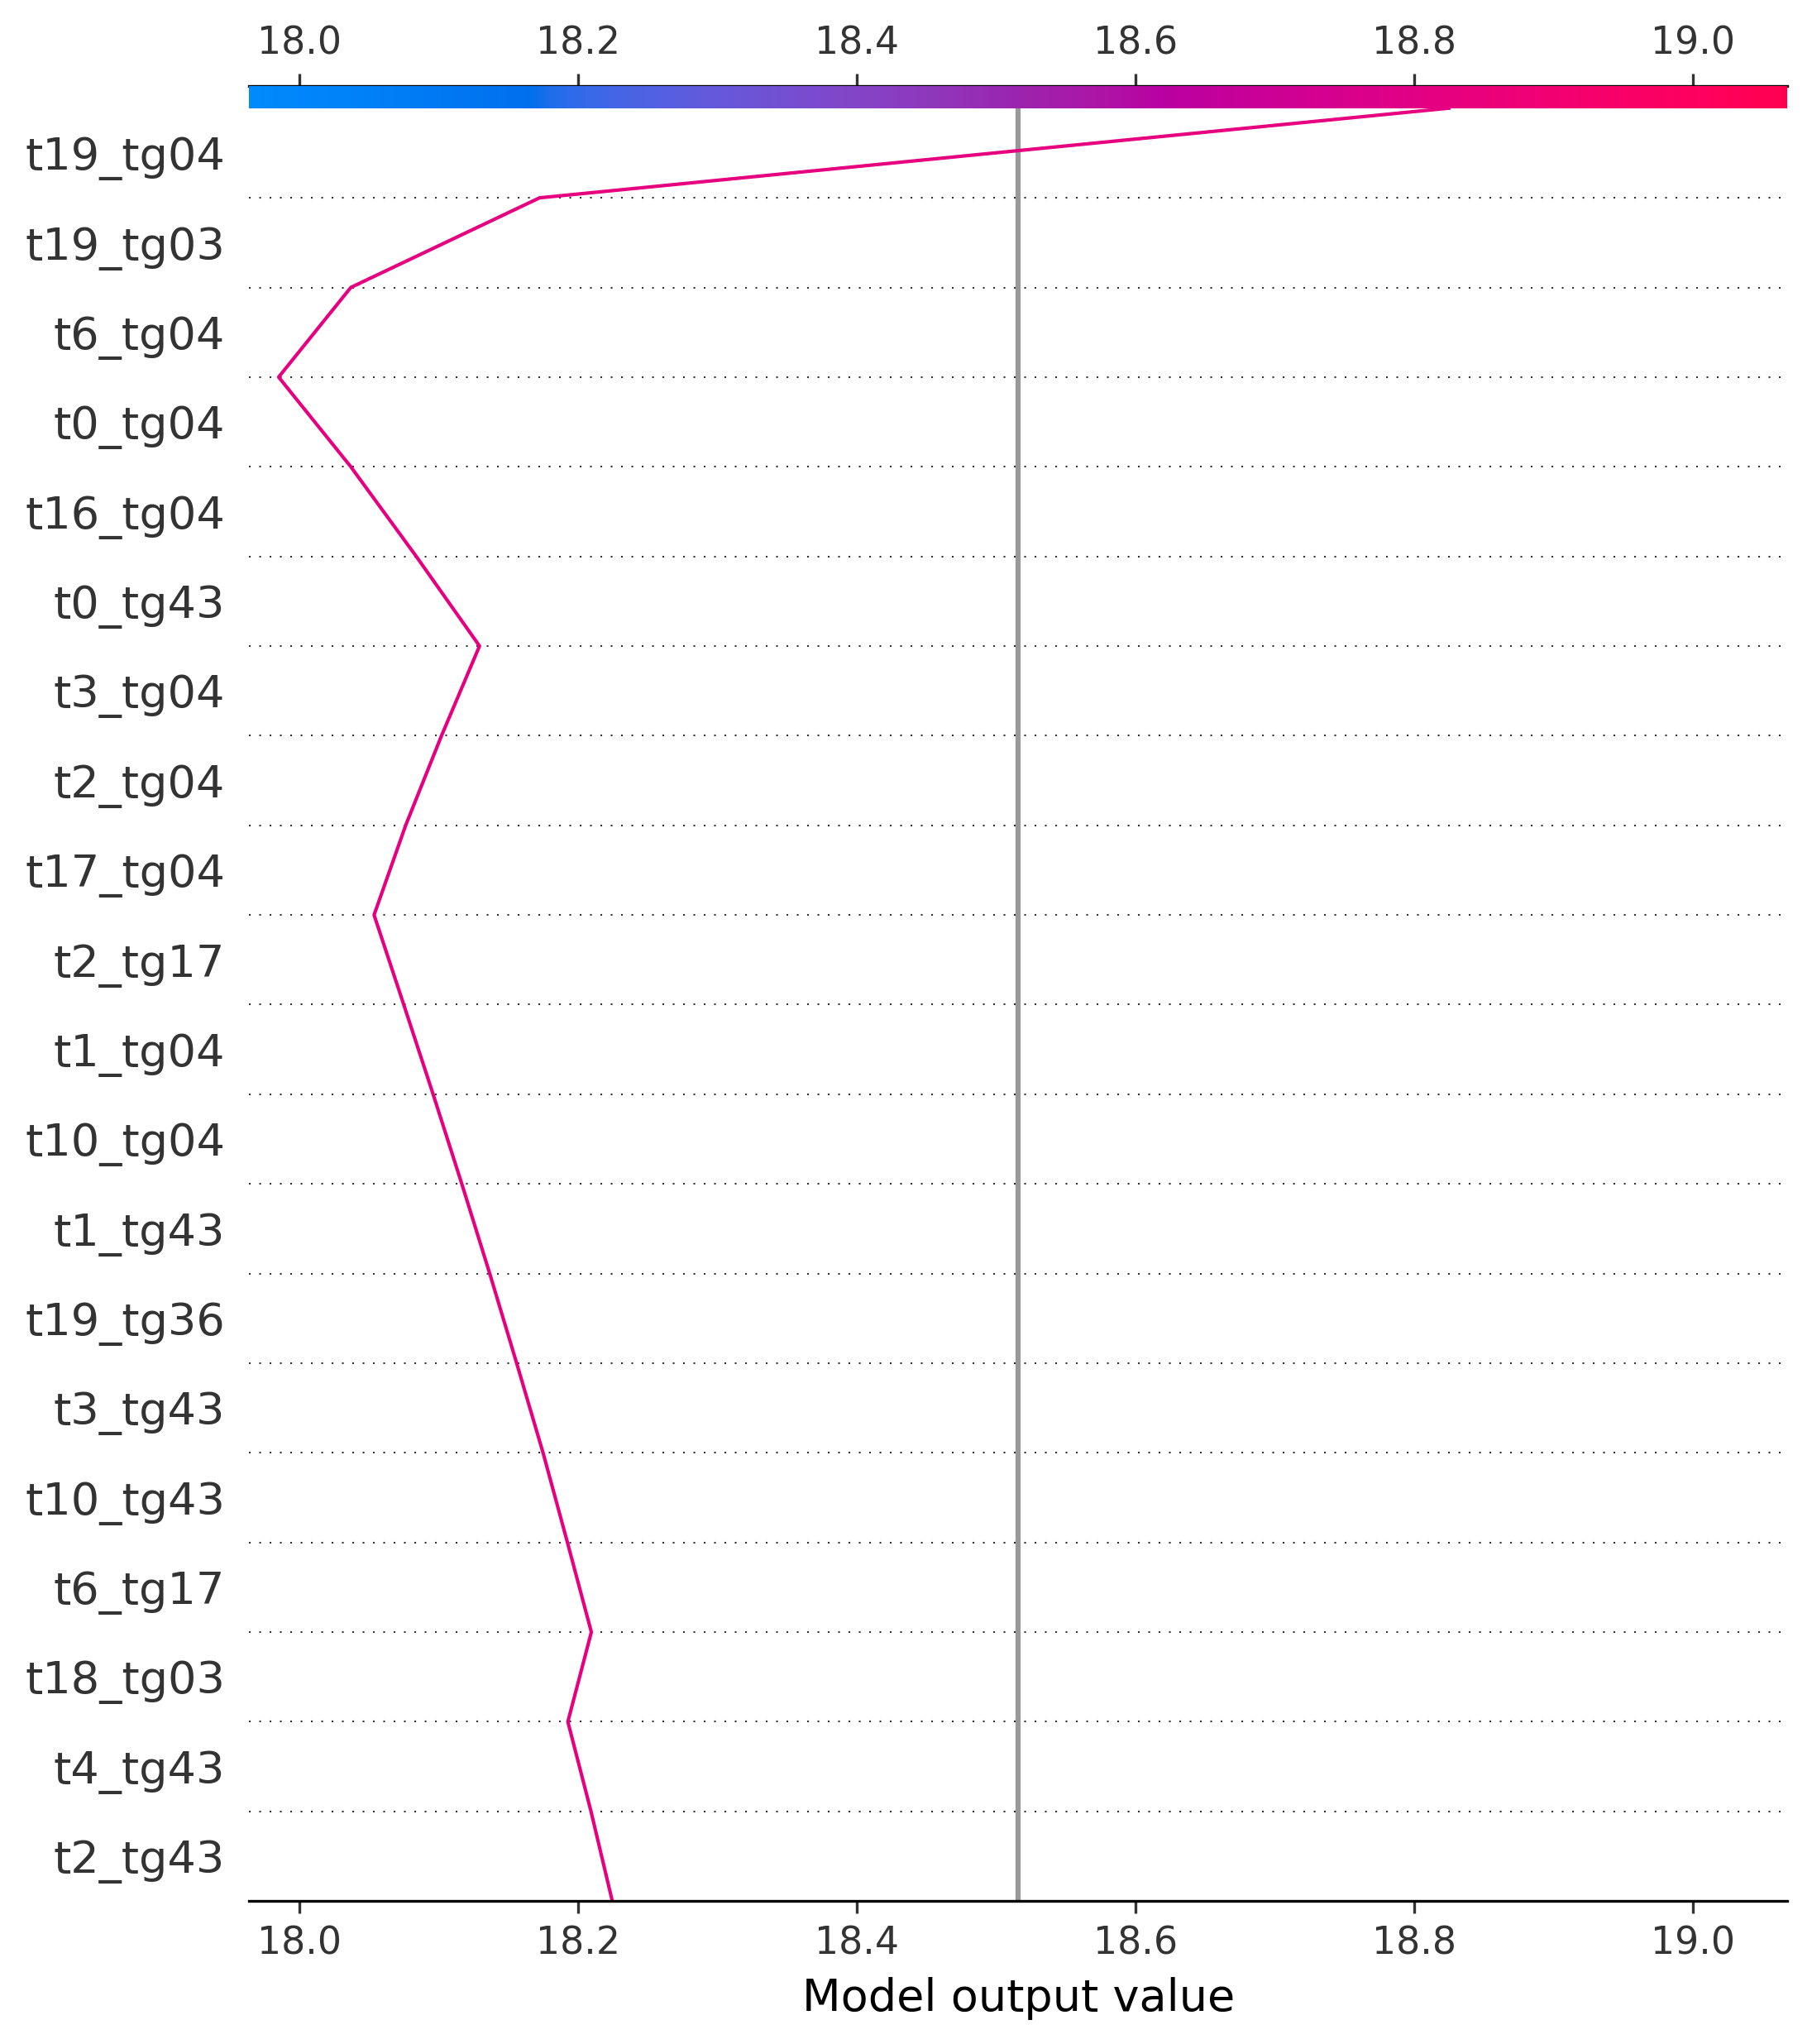 18.0 18.2 18.4 18.6 18.8 19.0
t19_tg04
t19_tg03
t6_tg04
t0_tg04
t16_tg04
t0_tg43
t3_tg04
t2_tg04
t17_tg04
t2_tg17
t1_tg04
t10_tg04
t1_tg43
t19_tg36
t3_tg43
t10_tg43
t6_tg17
t18_tg03
t4_tg43
t2_tg43
18.0 18.2 18.4 18.6 18.8 19.0
Model output value